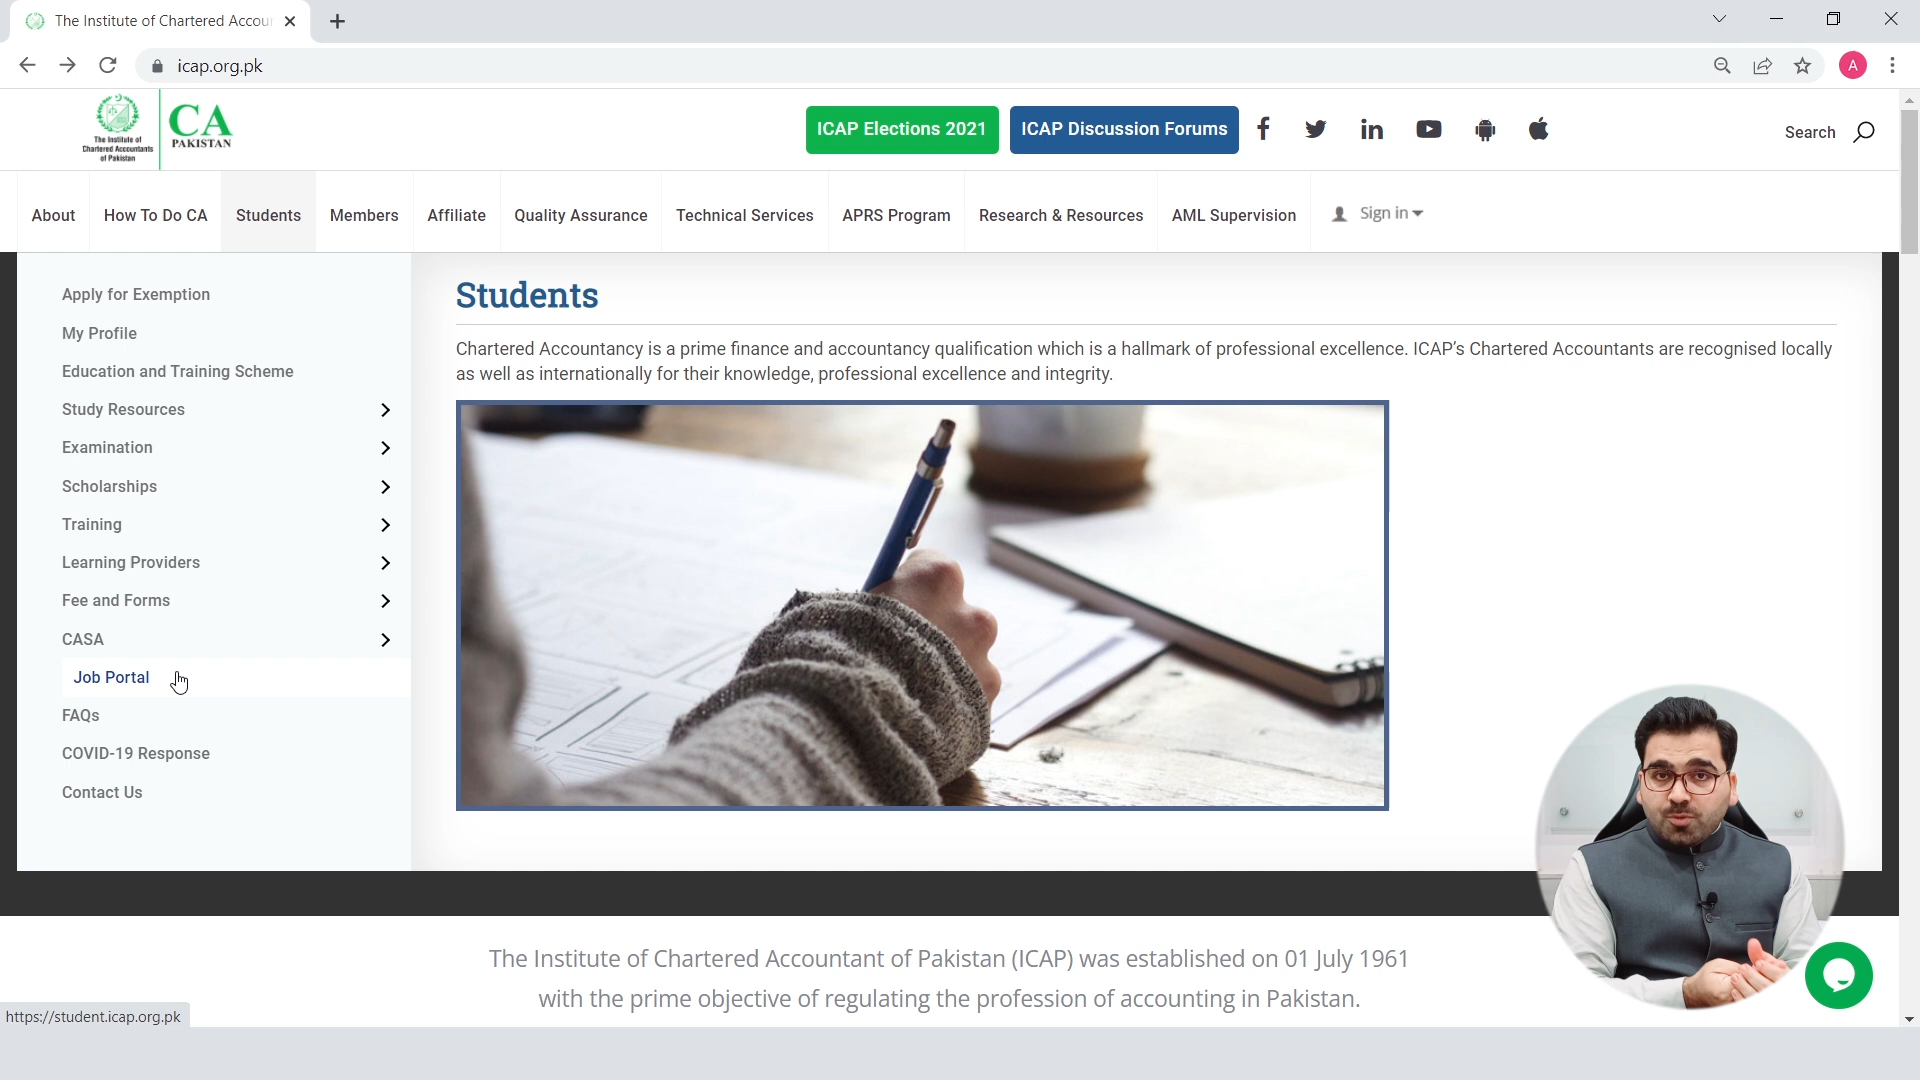 The Institute of Chartered Accou
icap.org.pk
A
The Institute of
Chartered Accountants
of Pakistan
CA
PAKISTAN
ICAP Elections 2021
ICAP Discussion Forums
Search
About
How To Do CA
Students
Members
Affiliate
Quality Assurance
Technical Services
APRS Program
Research & Resources
AML Supervision
Sign in
Apply for Exemption
My Profile
Education and Training Scheme
Study Resources
Examination
Scholarships
Training
Learning Providers
Fee and Forms
CASA
Job Portal
FAQs
COVID-19 Response
Contact Us
Students
Chartered Accountancy is a prime finance and accountancy qualification which is a hallmark of professional excellence. ICAP’s Chartered Accountants are recognised locally
as well as internationally for their knowledge, professional excellence and integrity.
The Institute of Chartered Accountant of Pakistan (ICAP) was established on 01 July 1961
with the prime objective of regulating the profession of accounting in Pakistan.
https://student.icap.org.pk